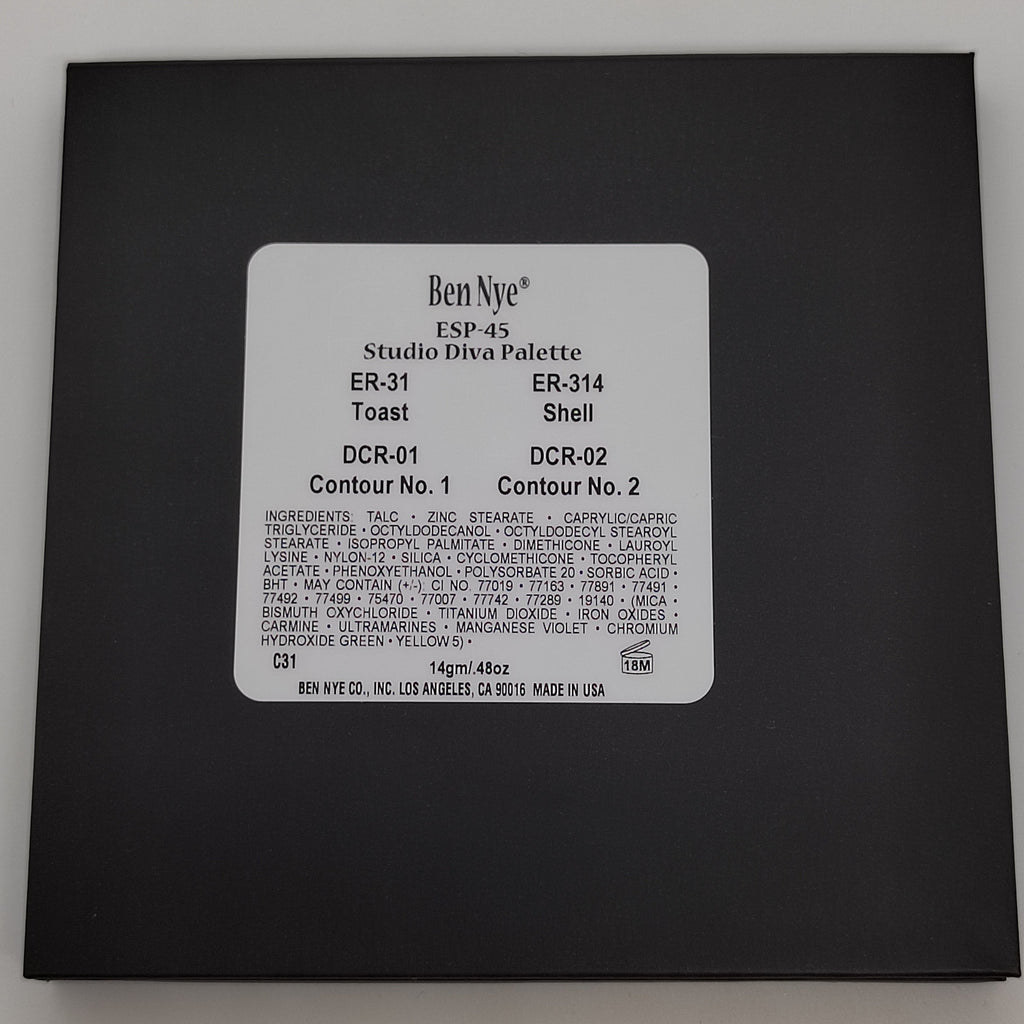 Ben Nye®
ESP-45
Studio Diva Palette
ER-31 ER-314
Toast Shell
DCR-01 DCR-02
Contour No. 1 Contour No. 2
INGREDIENTS: TALC • ZINC STEARATE • CAPRYLIC/CAPRIC
TRIGLYCERIDE • OCTYLDODECANOL • OCTYLDODECYL STEAROYL
STEARATE • ISOPROPYL PALMITATE • DIMETHICONE • LAUROYL
LYSINE • NYLON-12 • SILICA • CYCLOMETHICONE • TOCOPHERYL
ACETATE • PHENOXYETHANOL • POLYSORBATE 20 • SORBIC ACID •
BHT • MAY CONTAIN (+/-): CI NO. 77019 • 77163 • 77891 • 77491 •
77492 • 77499 • 75470 • 77007 • 77742 • 77289 • 19140 • (MICA •
BISMUTH OXYCHLORIDE • TITANIUM DIOXIDE • IRON OXIDES •
CARMINE • ULTRAMARINES • MANGANESE VIOLET • CHROMIUM
HYDROXIDE GREEN • YELLOW 5) •
C31 14gm/.48oz 18M
BEN NYE CO., INC. LOS ANGELES, CA 90016 MADE IN USA